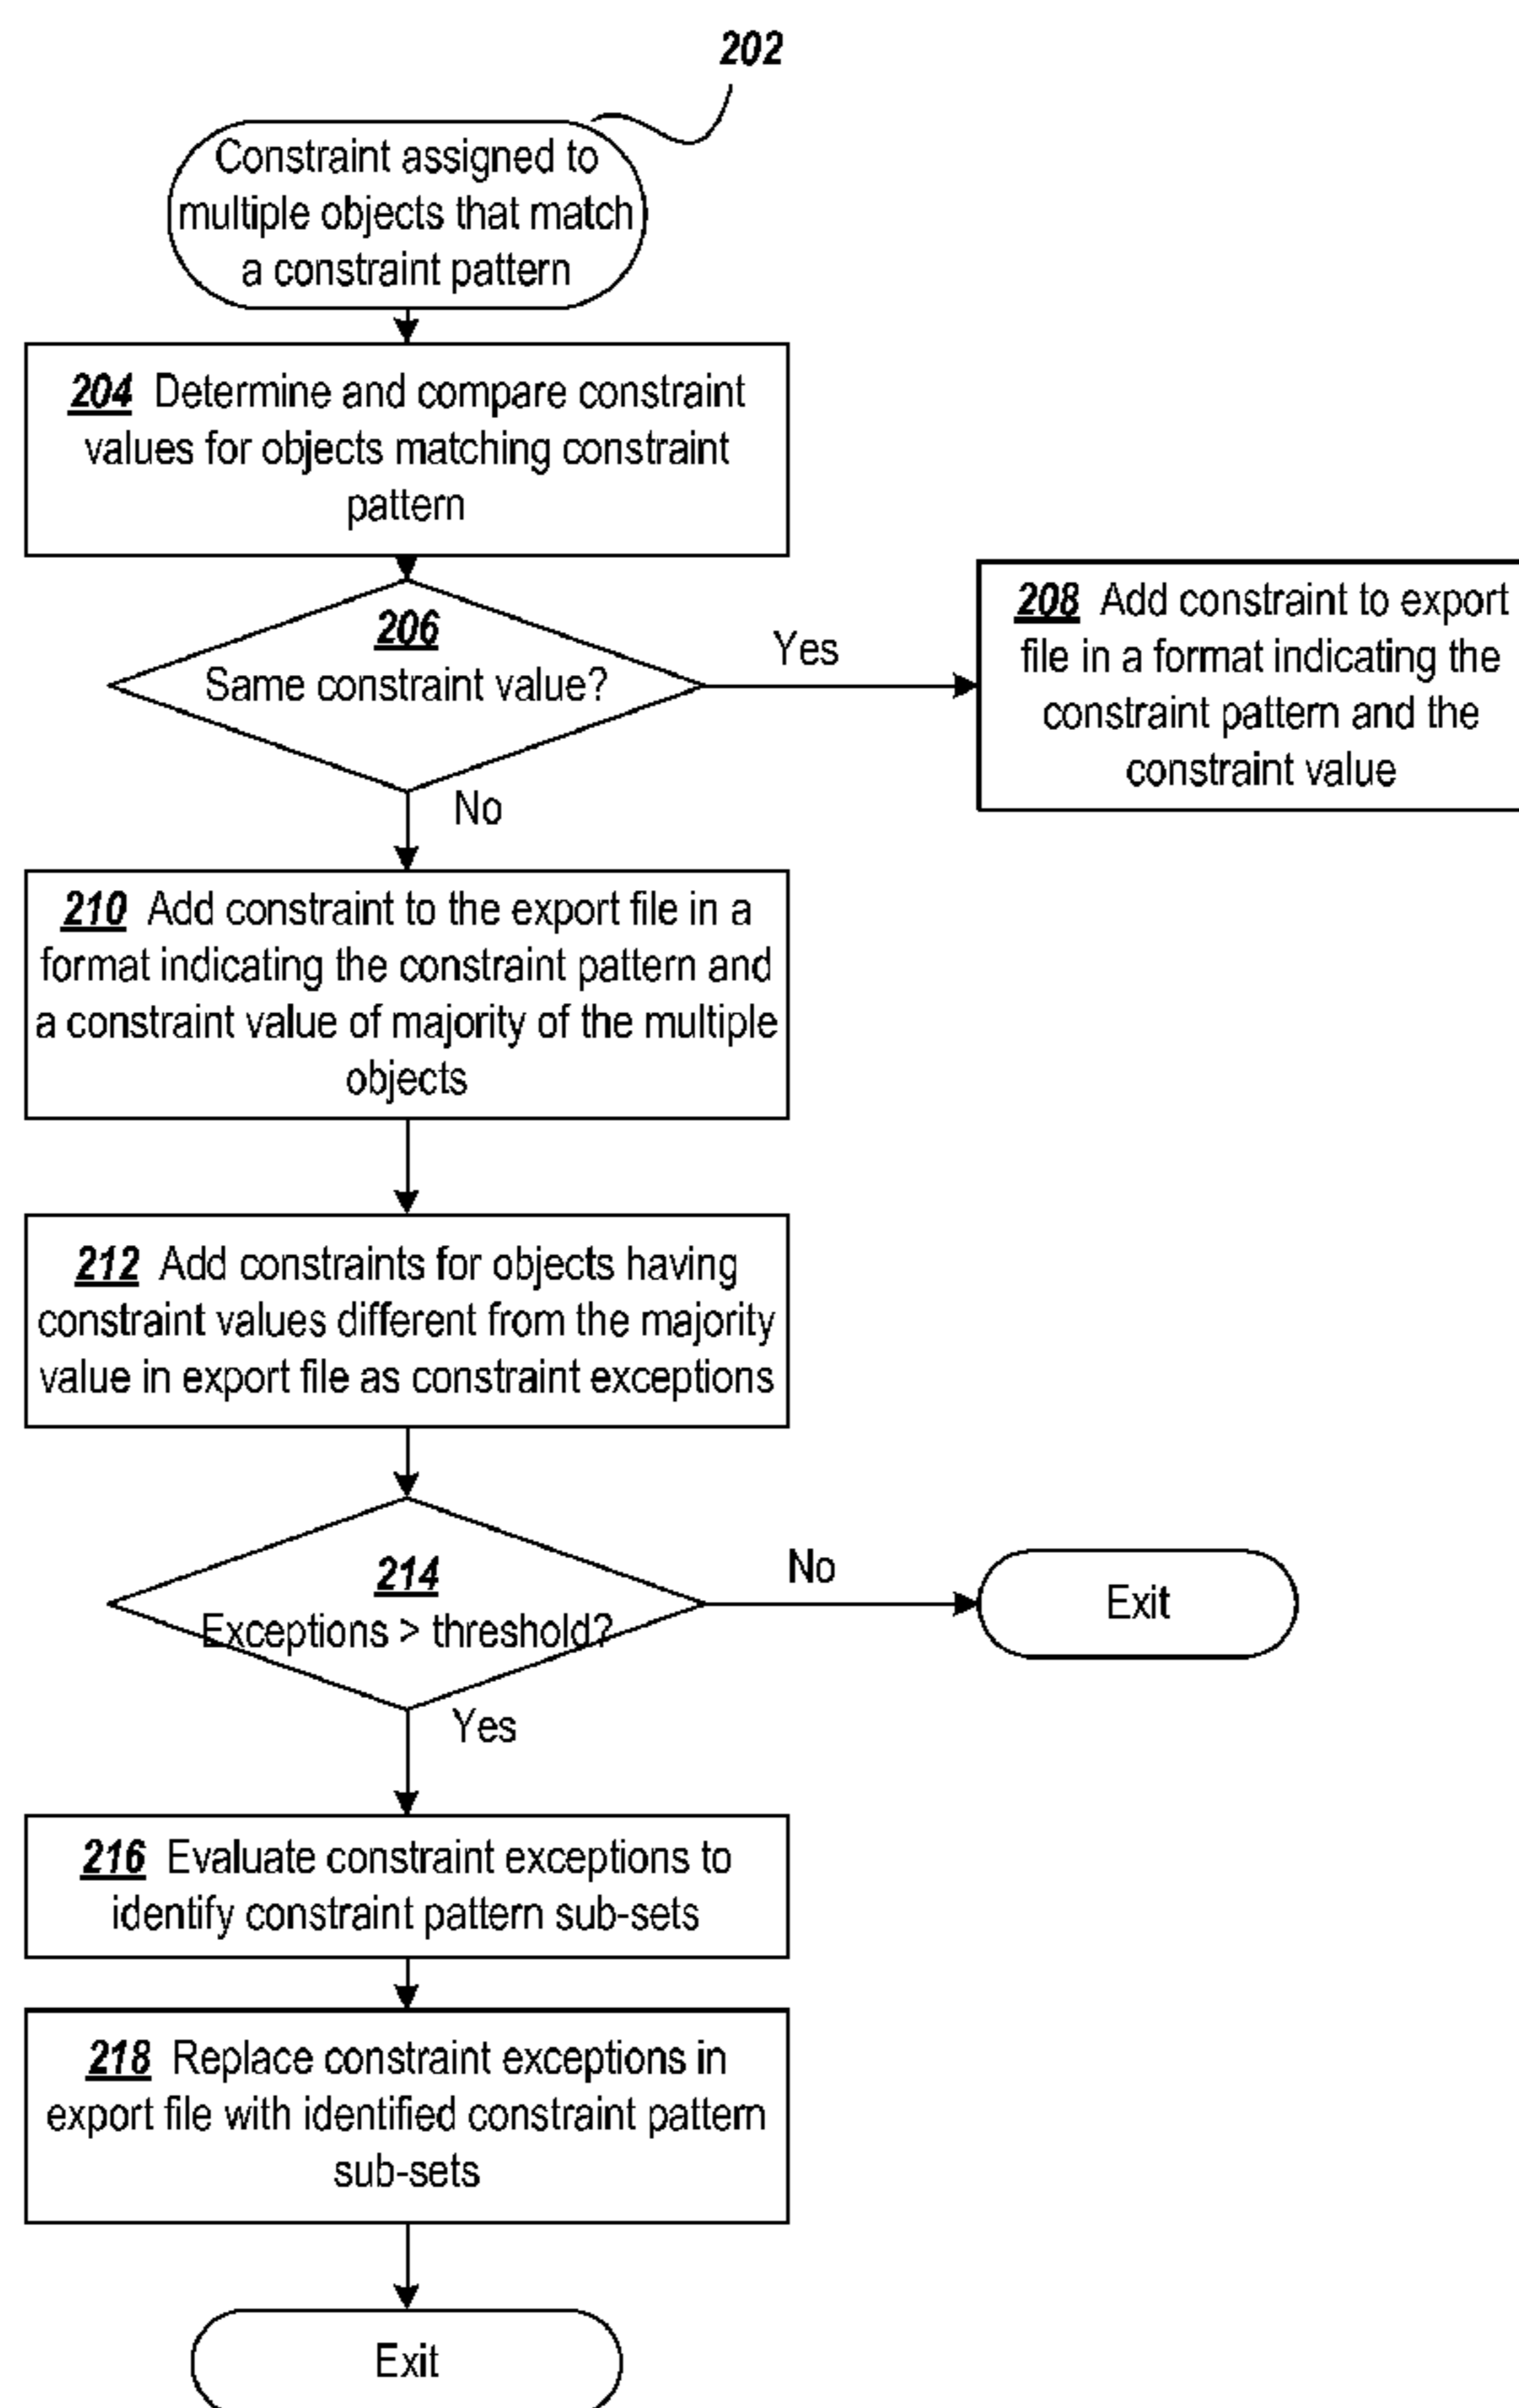 202
Constraint assigned to
multiple objects that match
a constraint pattern
204 Determine and compare constraint
values for objects matching constraint
pattern
206
Same constraint value?
Yes
208 Add constraint to export
file in a format indicating the
constraint pattern and the
constraint value
No
210 Add constraint to the export file in a
format indicating the constraint pattern and
a constraint value of majority of the multiple
objects
212 Add constraints for objects having
constraint values different from the majority
value in export file as constraint exceptions
214
Exceptions > threshold?
No
Exit
Yes
216 Evaluate constraint exceptions to
identify constraint pattern sub-sets
218 Replace constraint exceptions in
export file with identified constraint pattern
sub-sets
Exit